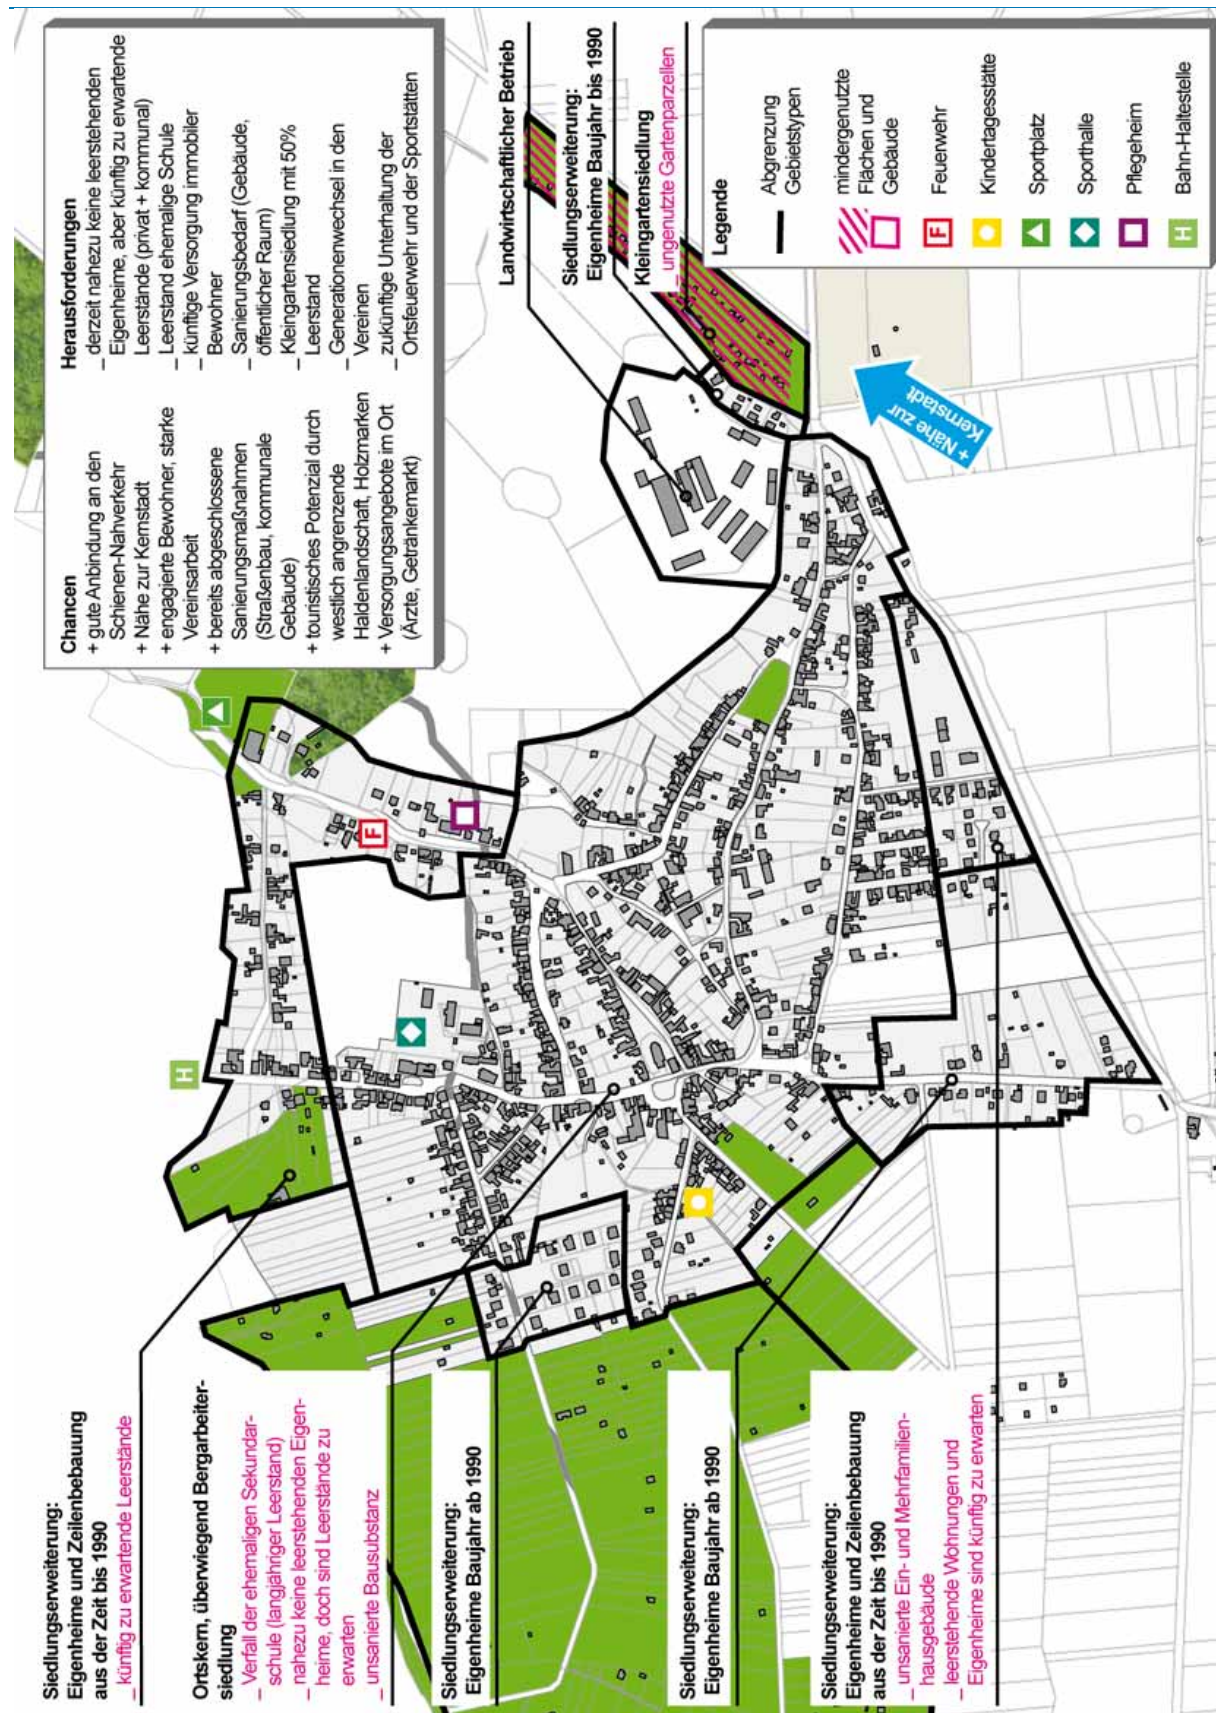 Chancen
+ gute Anbindung an den
Schienen-Nahverkehr
+ Nähe zur Kernstadt
+ engagierte Bewohner, starke
Vereinsarbeit
+ bereits abgeschlossene
Sanierungsmaßnahmen
(Straßenbau, kommunale
Gebäude)
+ touristisches Potenzial durch
westlich angrenzende
Haldenlandschaft, Holzmarken
+ Versorgungsangebote im Ort
(Ärzte, Getränkemarkt)
Herausforderungen
_ derzeit nahezu keine leerstehenden
Eigenheime, aber künftig zu erwartende
Leerstände (privat + kommunal)
_ Leerstand ehemalige Schule
_ künftige Versorgung immobiler
Bewohner
_ Sanierungsbedarf (Gebäude,
öffentlicher Raum)
_ Kleingartensiedlung mit 50%
Leerstand
_ Generationenwechsel in den
Vereinen
_ zukünftige Unterhaltung der
Ortsfeuerwehr und der Sportstätten
Siedlungserweiterung:
Eigenheime und Zeilenbebauung
aus der Zeit bis 1990
_ künftig zu erwartende Leerstände
Ortskern, überwiegend Bergarbeiter-
siedlung
_ Verfall der ehemaligen Sekundar-
schule (langjähriger Leerstand)
_ nahezu keine leerstehenden Eigen-
heime, doch sind Leerstände zu
erwarten
_ unsanierte Bausubstanz
Siedlungserweiterung:
Eigenheime Baujahr ab 1990
Siedlungserweiterung:
Eigenheime Baujahr ab 1990
Siedlungserweiterung:
Eigenheime und Zeilenbebauung
aus der Zeit bis 1990
_ unsanierte Ein- und Mehrfamilien-
hausgebäude
_ leerstehende Wohnungen und
Eigenheime sind künftig zu erwarten
Landwirtschaftlicher Betrieb
Siedlungserweiterung:
Eigenheime Baujahr bis 1990
Kleingartensiedlung
_ ungenutzte Gartenparzellen
H
F
+ Nähe zur
Kernstadt
Legende
Abgrenzung
Gebietstypen
mindergenutzte
Flächen und
Gebäude
F Feuerwehr
Kindertagesstätte
Sportplatz
Sporthalle
Pflegeheim
H Bahn-Haltestelle